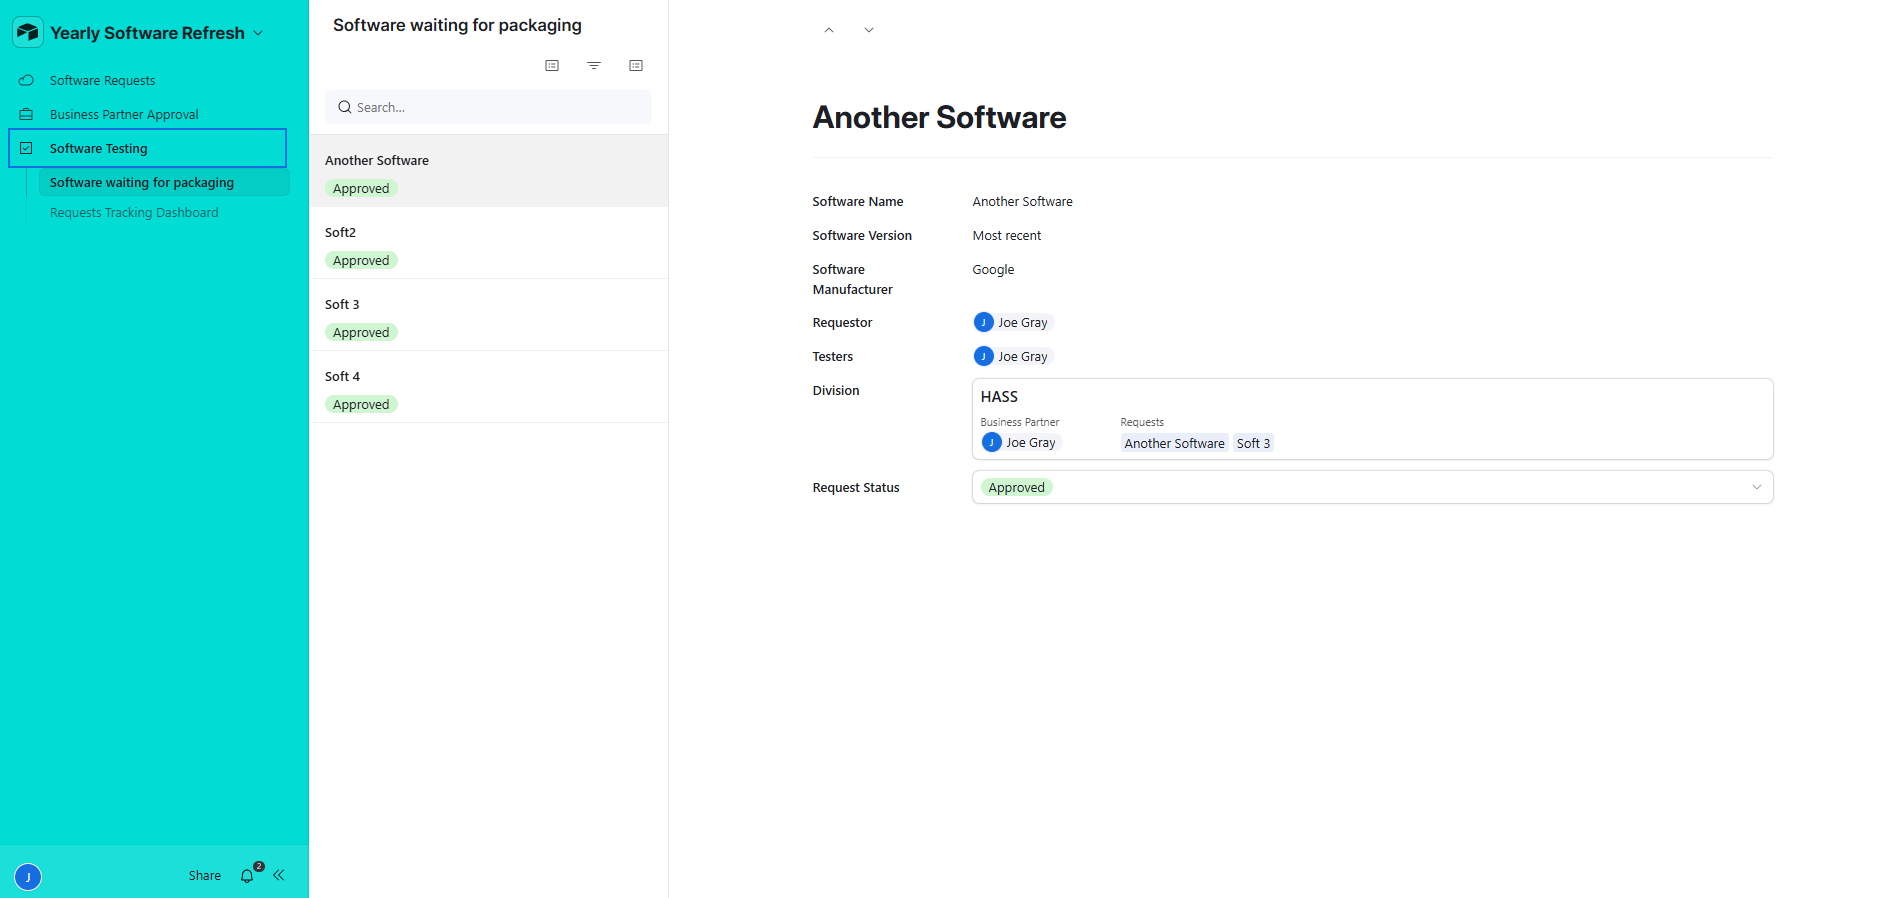 Yearly Software Refresh
Software Requests
Business Partner Approval
Software Testing
Software waiting for packaging
Requests Tracking Dashboard
J
Share
2
Software waiting for packaging
Search...
Another Software
Approved
Soft2
Approved
Soft 3
Approved
Soft 4
Approved
Another Software
Software Name Another Software
Software Version Most recent
Software Google
Manufacturer
Requestor J Joe Gray
Testers J Joe Gray
Division HASS
Business Partner Requests
J Joe Gray Another Software Soft 3
Request Status Approved